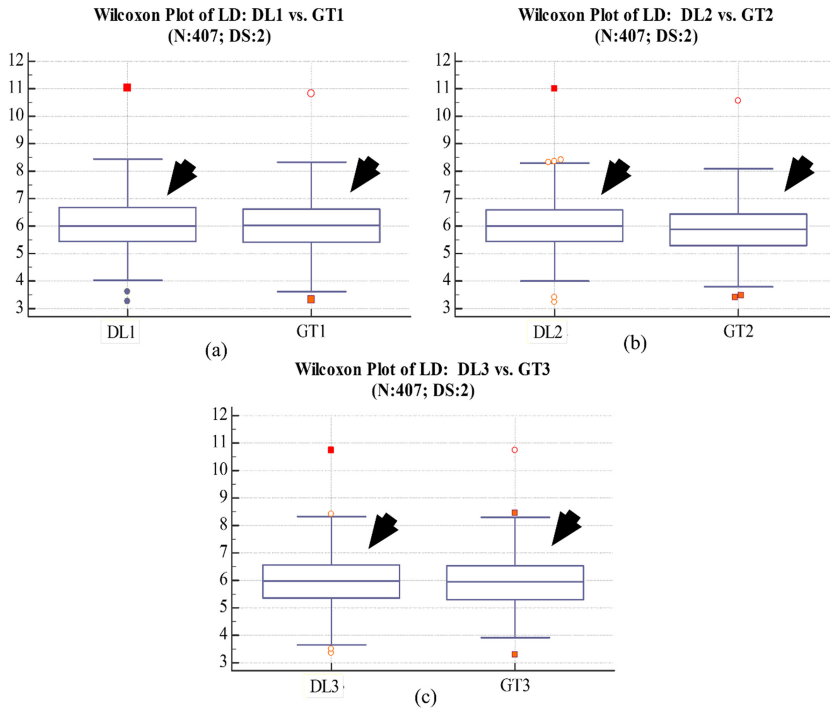 Wilcoxon Plot of LD: DL1 vs. GT1
(N:407; DS:2)
12
11
10
9
8
7
6
5
4
3
DL1 GT1
(a)
Wilcoxon Plot of LD: DL2 vs. GT2
(N:407; DS:2)
12
11
10
9
8
7
6
5
4
3
DL2 GT2
(b)
Wilcoxon Plot of LD: DL3 vs. GT3
(N:407; DS:2)
12
11
10
9
8
7
6
5
4
3
DL3 GT3
(c)